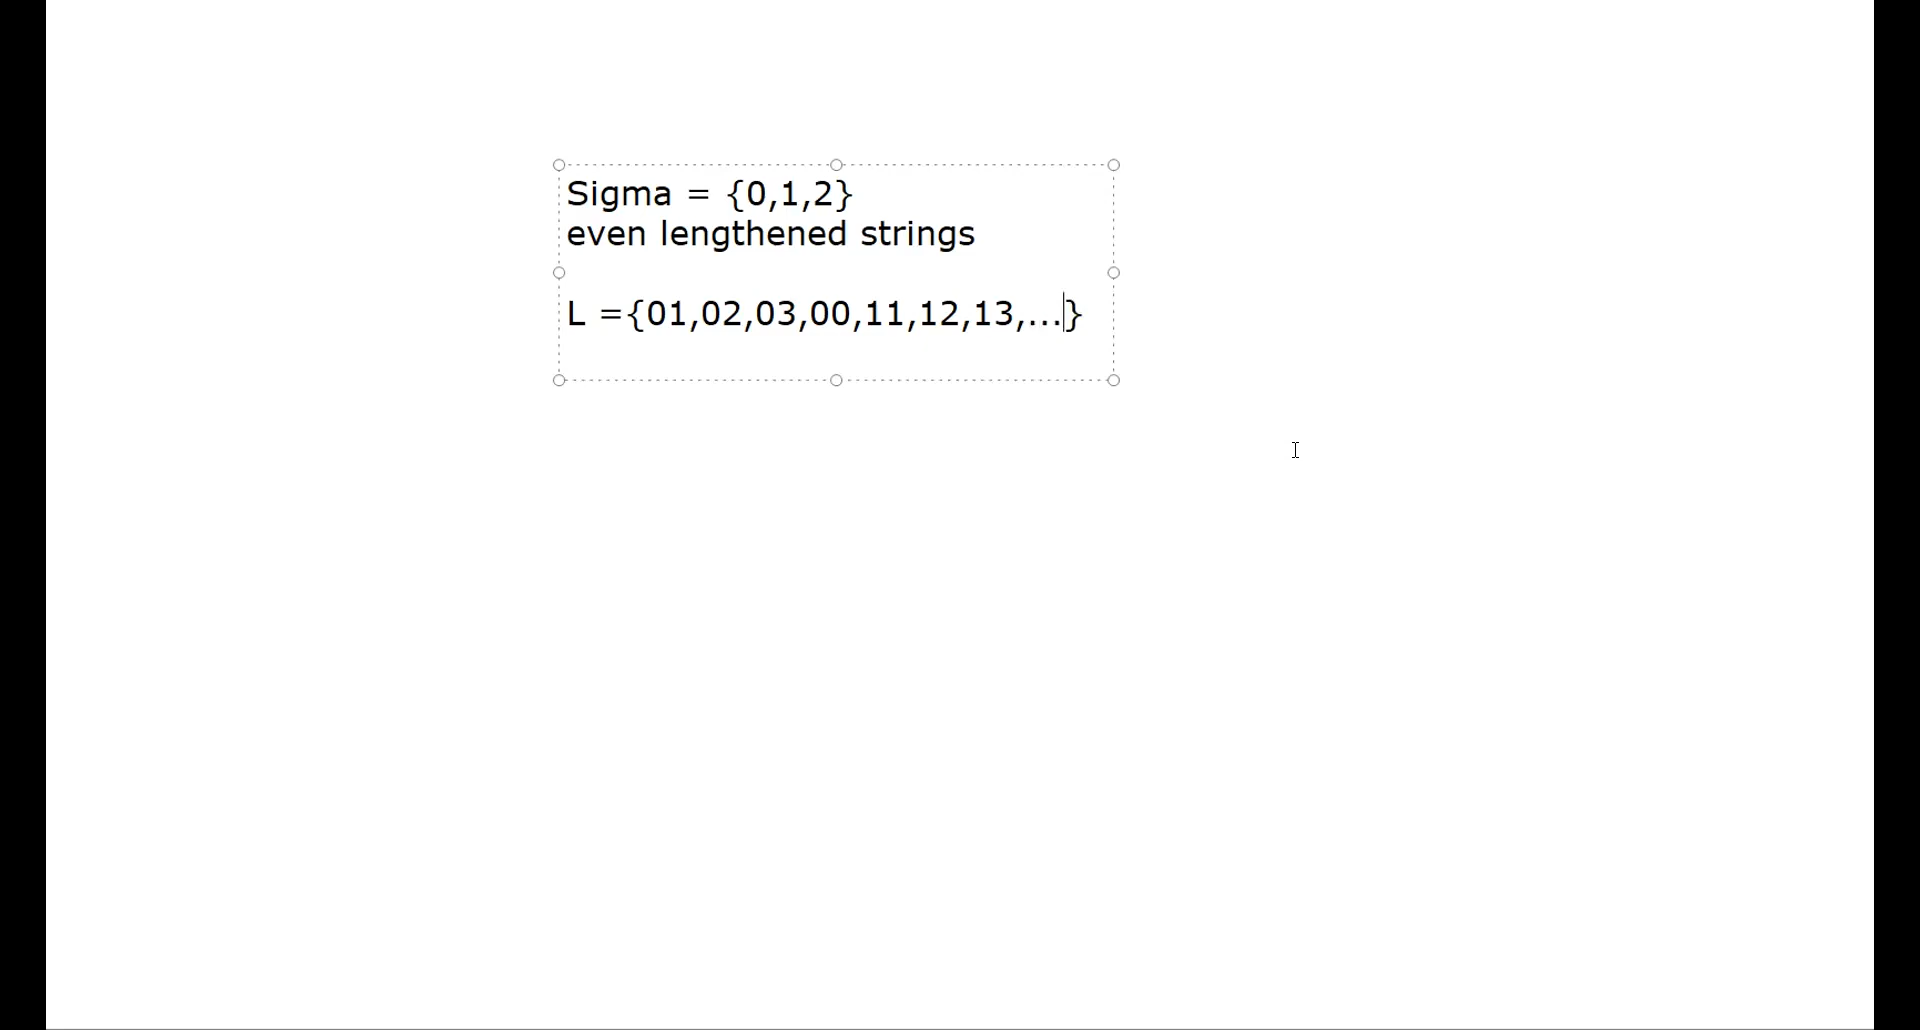 Sigma = {0,1,2}
even lengthened strings
L ={01,02,03,00,11,12,13,...}